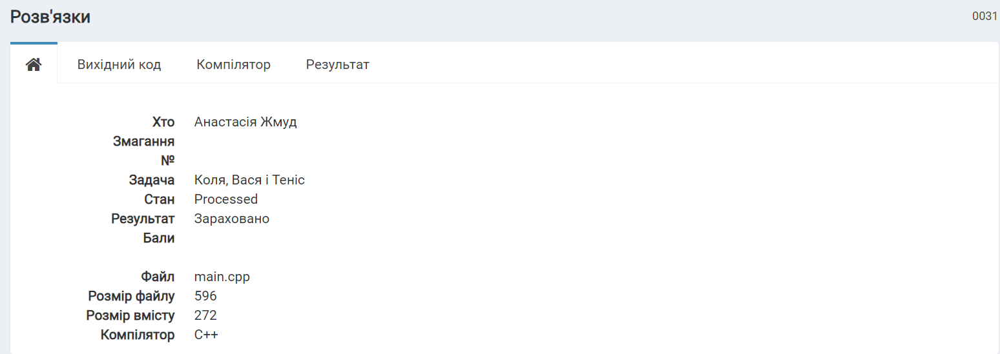 Розв'язки 0031
Вихідний код Компілятор Результат
Хто Анастасія Жмуд
Змагання
№
Задача Коля, Вася і Теніс
Стан Processed
Результат Зараховано
Бали
Файл main.cpp
Розмір файлу 596
Розмір вмісту 272
Компілятор C++